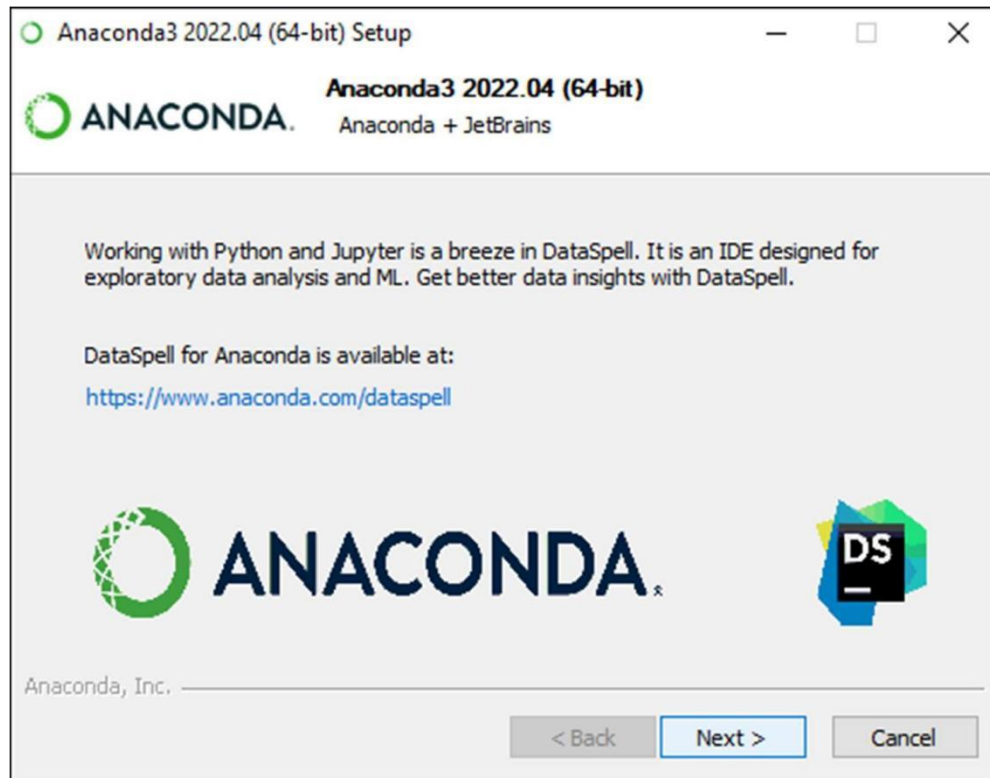 Anaconda3 2022.04 (64-bit) Setup
ANACONDA.
Anaconda3 2022.04 (64-bit)
Anaconda + JetBrains
Working with Python and Jupyter is a breeze in DataSpell. It is an IDE designed for
exploratory data analysis and ML. Get better data insights with DataSpell.
DataSpell for Anaconda is available at:
https://www.anaconda.com/dataspell
ANACONDA.
DS
Anaconda, Inc.
< Back
Next >
Cancel